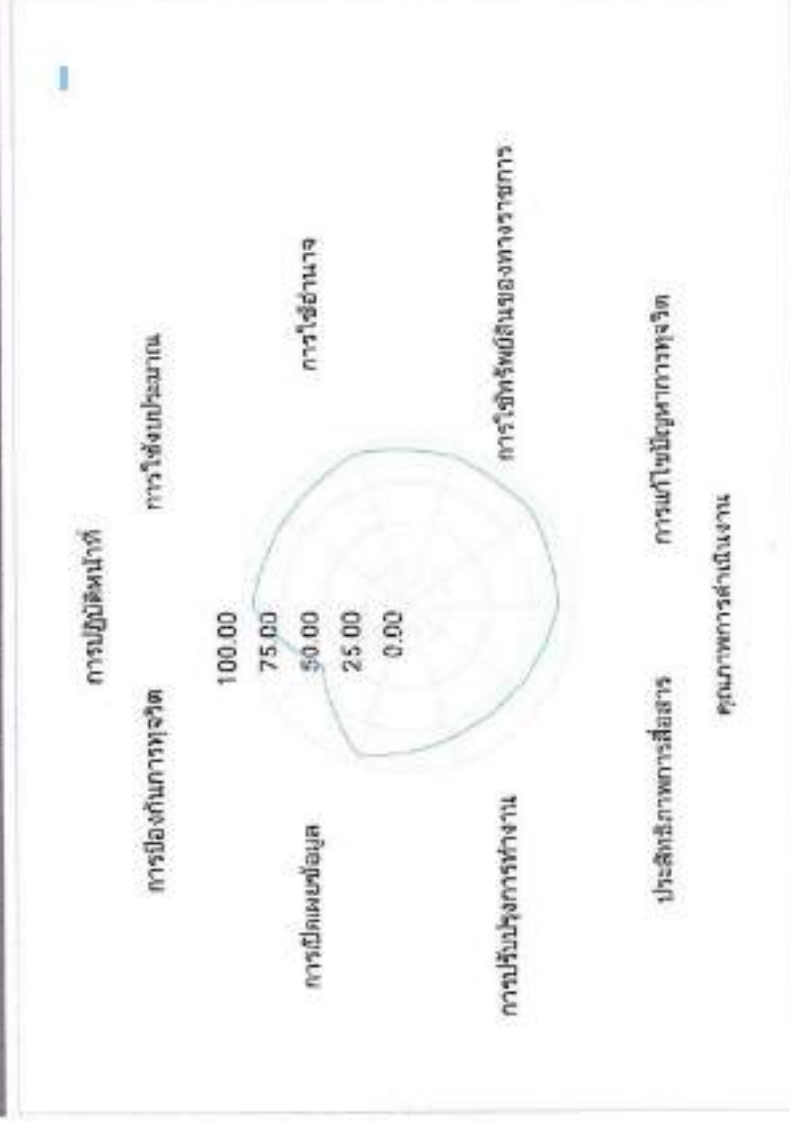 การปฏิบัติหน้าที่
การป้องกันการทุจริต
การใช้งบประมาณ
100.00
75.00
50.00
25.00
0.00
การเปิดเผยข้อมูล
การใช้อำนาจ
การปรับปรุงการทำงาน
การใช้ทรัพย์สินของทางราชการ
ประสิทธิภาพการสื่อสาร
การแก้ไขปัญหาการทุจริต
คุณภาพการดำเนินงาน